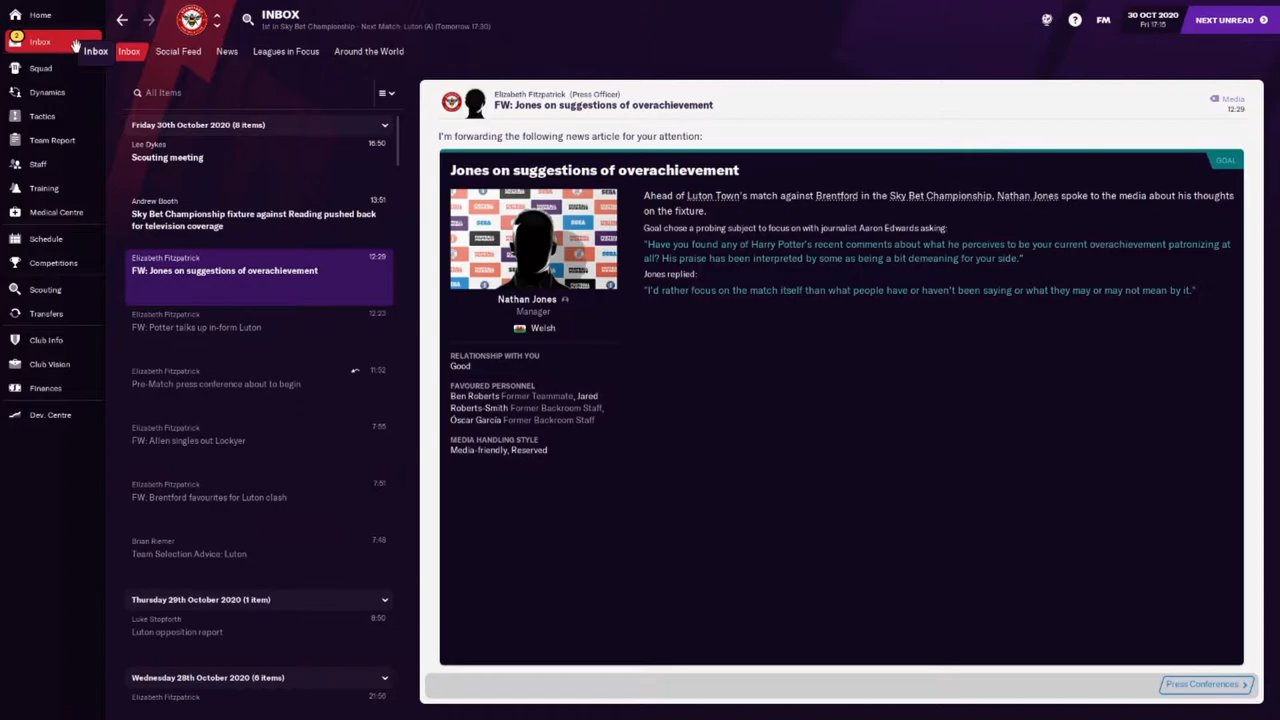 Home
2
Inbox
Squad
Dynamics
Tactics
Team Report
Staff
Training
Medical Centre
Schedule
Competitions
Scouting
Transfers
Club Info
Club Vision
Finances
Dev. Centre
INBOX
1st in Sky Bet Championship - Next Match: Luton (A) (Tomorrow 17:30)
?
FM
30 OCT 2020
Fri 17:15
NEXT UNREAD
Inbox
Inbox
Social Feed
News
Leagues in Focus
Around the World
All Items
Friday 30th October 2020 (8 items)
Lee Dykes 16:50
Scouting meeting
Andrew Booth 13:51
Sky Bet Championship fixture against Reading pushed back
for television coverage
Elizabeth Fitzpatrick 12:29
FW: Jones on suggestions of overachievement
Elizabeth Fitzpatrick 12:23
FW: Potter talks up in-form Luton
Elizabeth Fitzpatrick 11:52
Pre-Match press conference about to begin
Elizabeth Fitzpatrick 7:55
FW: Allen singles out Lockyer
Elizabeth Fitzpatrick 7:51
FW: Brentford favourites for Luton clash
Brian Riemer 7:48
Team Selection Advice: Luton
Thursday 29th October 2020 (1 item)
Luke Stopforth 8:50
Luton opposition report
Wednesday 28th October 2020 (6 items)
Elizabeth Fitzpatrick 21:56
Elizabeth Fitzpatrick (Press Officer)
FW: Jones on suggestions of overachievement
Media
12:29
I'm forwarding the following news article for your attention:
Jones on suggestions of overachievement
GOAL
Nathan Jones
Manager
Welsh
RELATIONSHIP WITH YOU
Good
FAVOURED PERSONNEL
Ben Roberts Former Teammate, Jared
Roberts-Smith Former Backroom Staff,
Óscar García Former Backroom Staff
MEDIA HANDLING STYLE
Media-friendly, Reserved
Ahead of Luton Town's match against Brentford in the Sky Bet Championship, Nathan Jones spoke to the media about his thoughts
on the fixture.
Goal chose a probing subject to focus on with journalist Aaron Edwards asking:
"Have you found any of Harry Potter's recent comments about what he perceives to be your current overachievement patronizing at
all? His praise has been interpreted by some as being a bit demeaning for your side."
Jones replied:
"I'd rather focus on the match itself than what people have or haven't been saying or what they may or may not mean by it."
Press Conferences